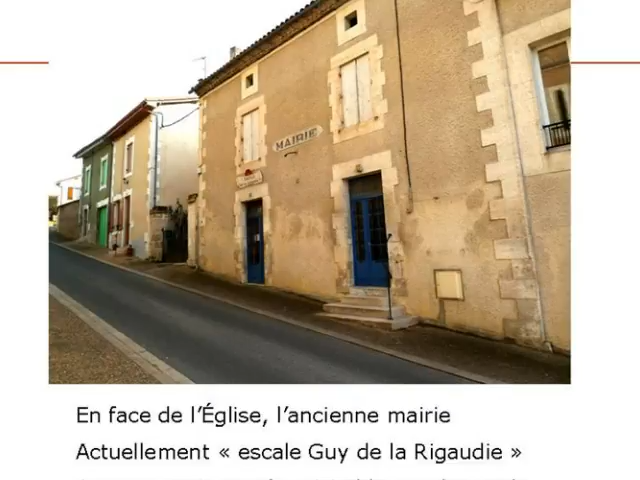 MAIRIE
En face de l'Église, l'ancienne mairie
Actuellement « escale Guy de la Rigaudie »